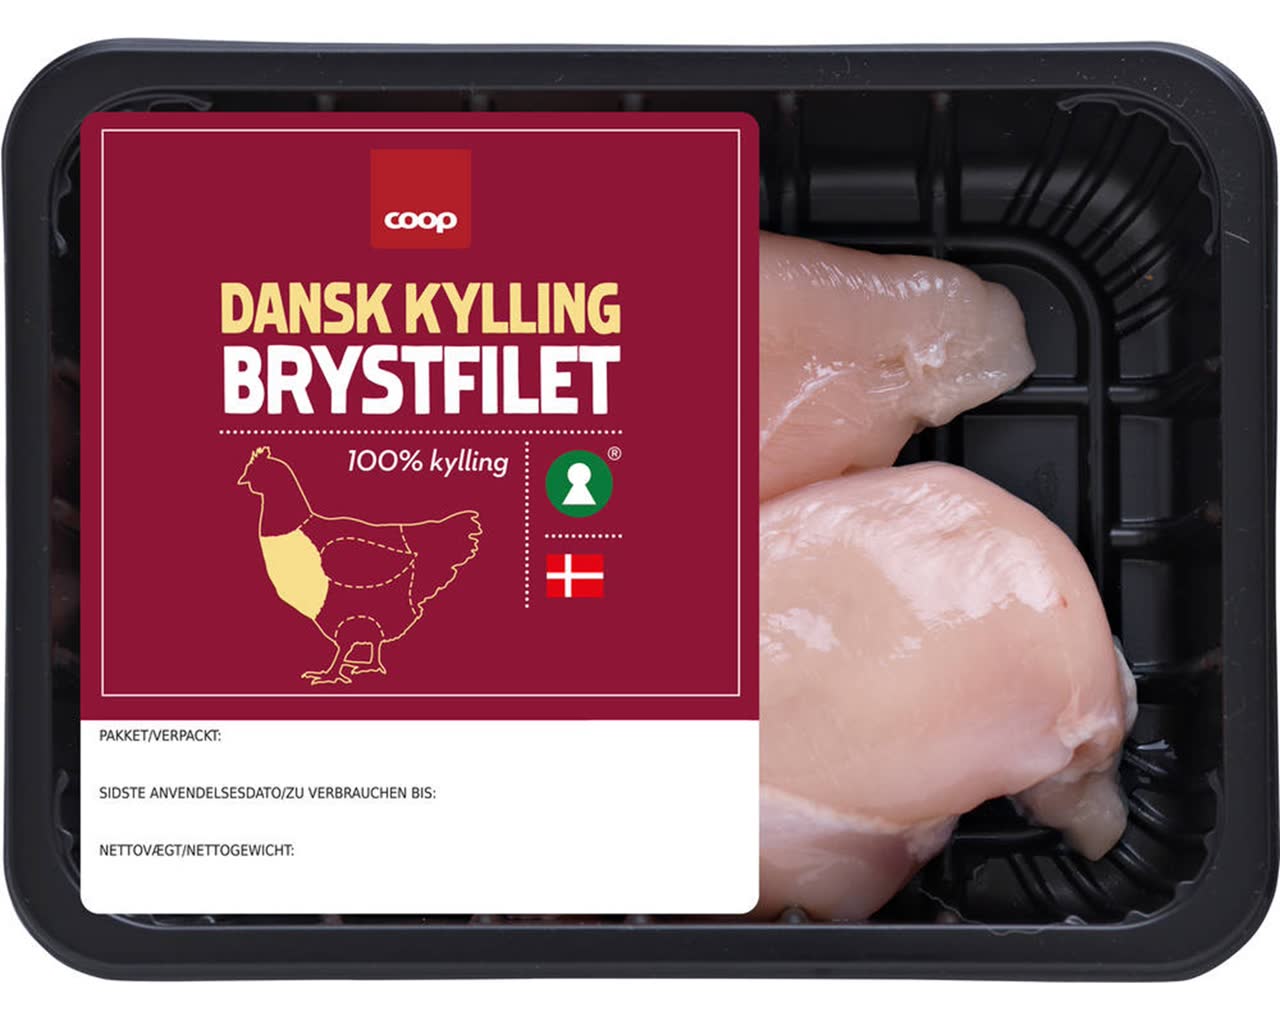 coop
DANSK KYLLING
BRYSTFILET
100% kylling
®
PAKKET/VERPACKT:
SIDSTE ANVENDELSESDATO/ZU VERBRAUCHEN BIS:
NETTOVÆGT/NETTOGEWICHT: